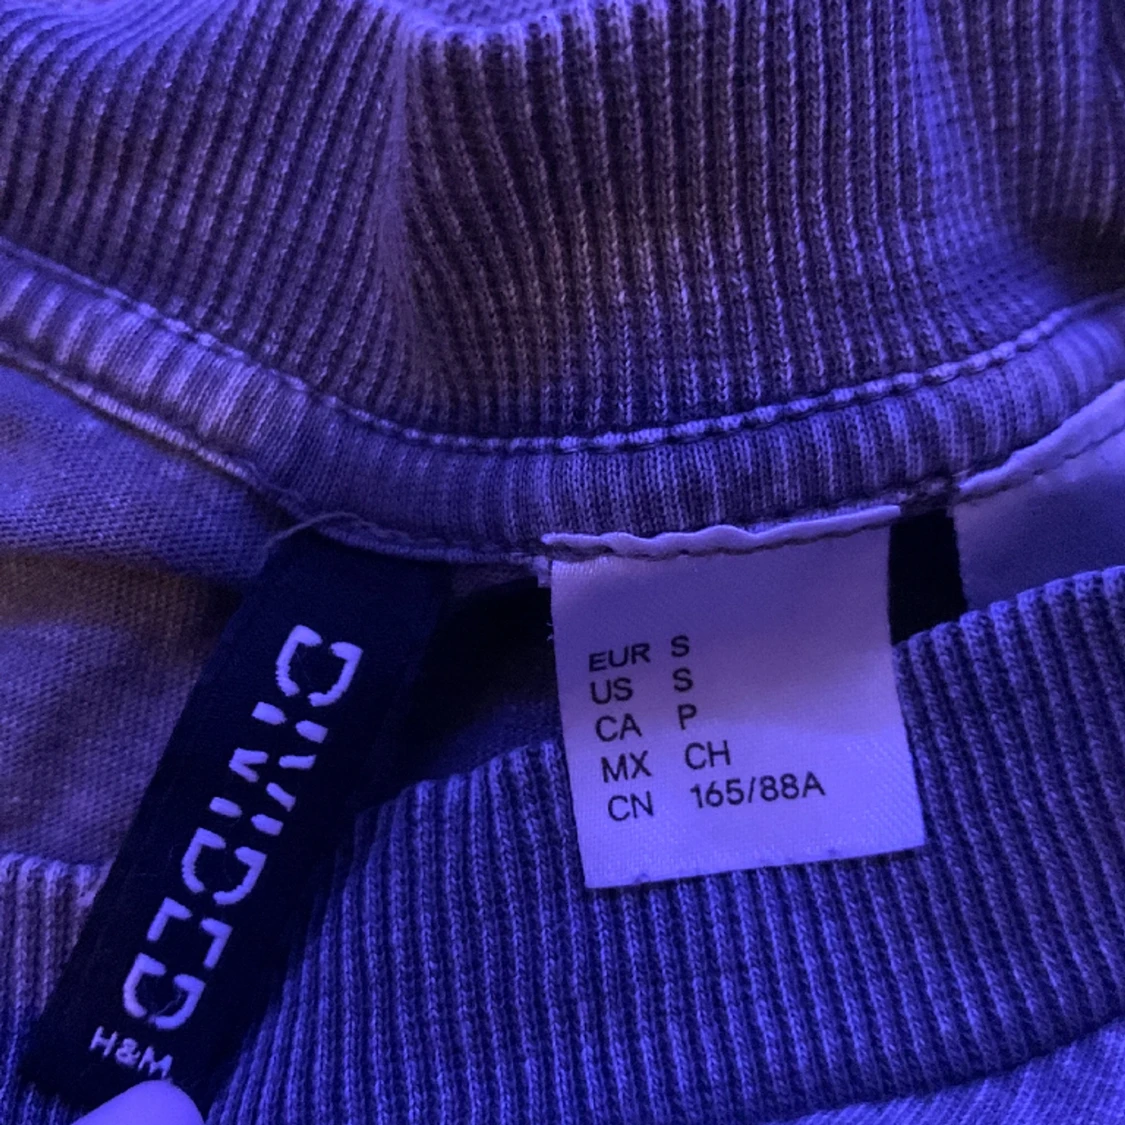 DIVIDED
H&M
EUR S
US S
CA P
MX CH
CN 165/88A